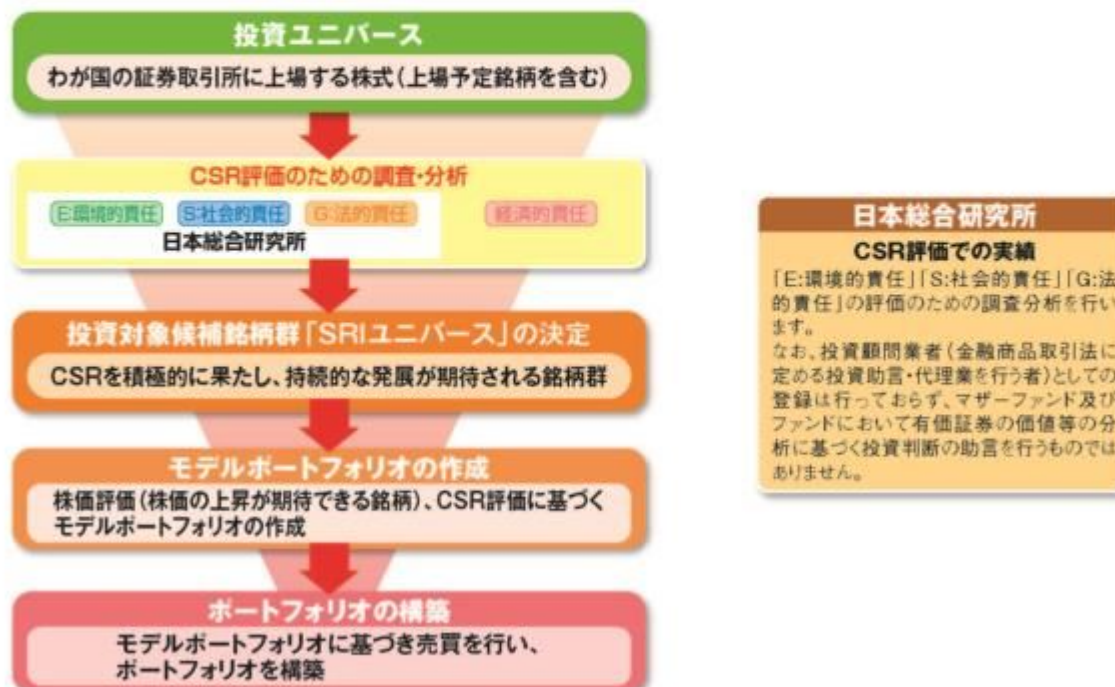 投資ユニバース
わが国の証券取引所に上場する株式(上場予定銘柄を含む)
CSR評価のための調査・分析
E:環境的責任 S:社会的責任 G:法的責任 経済的責任
日本総合研究所
投資対象候補銘柄群「SRIユニバース」の決定
CSRを積極的に果たし、持続的な発展が期待される銘柄群
モデルポートフォリオの作成
株価評価(株価の上昇が期待できる銘柄)、CSR評価に基づく
モデルポートフォリオの作成
ポートフォリオの構築
モデルポートフォリオに基づき売買を行い、
ポートフォリオを構築
日本総合研究所
CSR評価での実績
「E:環境的責任」「S:社会的責任」「G:法
的責任」の評価のための調査分析を行い
ます。
なお、投資顧問業者(金融商品取引法に
定める投資助言・代理業を行う者)としての
登録は行っておらず、マザーファンド及び
ファンドにおいて有価証券の価値等の分
析に基づく投資判断の助言を行うものでは
ありません。